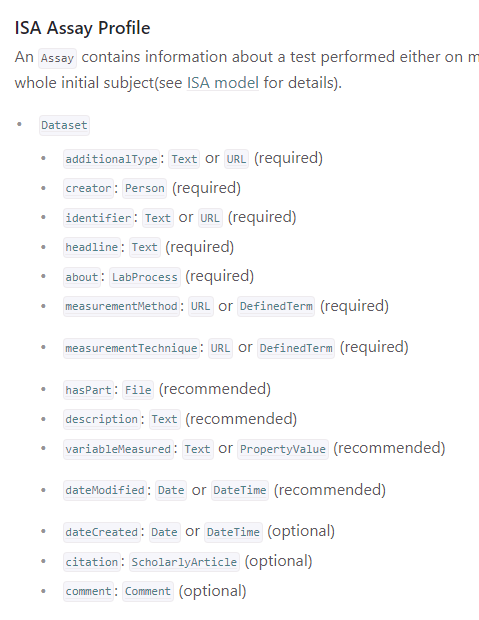 ISA Assay Profile
An Assay contains information about a test performed either on m
whole initial subject(see ISA model for details).
Dataset
additionalType: Text or URL (required)
creator: Person (required)
identifier: Text or URL (required)
headline: Text (required)
about: LabProcess (required)
measurementMethod: URL or DefinedTerm (required)
measurementTechnique: URL or DefinedTerm (required)
hasPart: File (recommended)
description: Text (recommended)
variableMeasured: Text or PropertyValue (recommended)
dateModified: Date or DateTime (recommended)
dateCreated: Date or DateTime (optional)
citation: ScholarlyArticle (optional)
comment: Comment (optional)